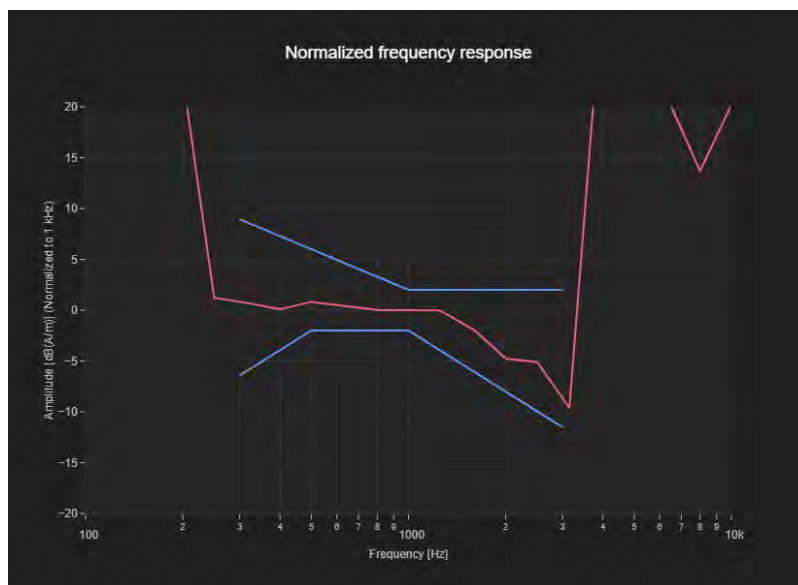 Normalized frequency response
20
15
10
5
0
−5
−10
−15
−20
Amplitude [dB(A/m)] (Normalized to 1 kHz)
100 2 3 4 5 6 7 8 9 1000 2 3 4 5 6 7 8 9 10k
Frequency [Hz]